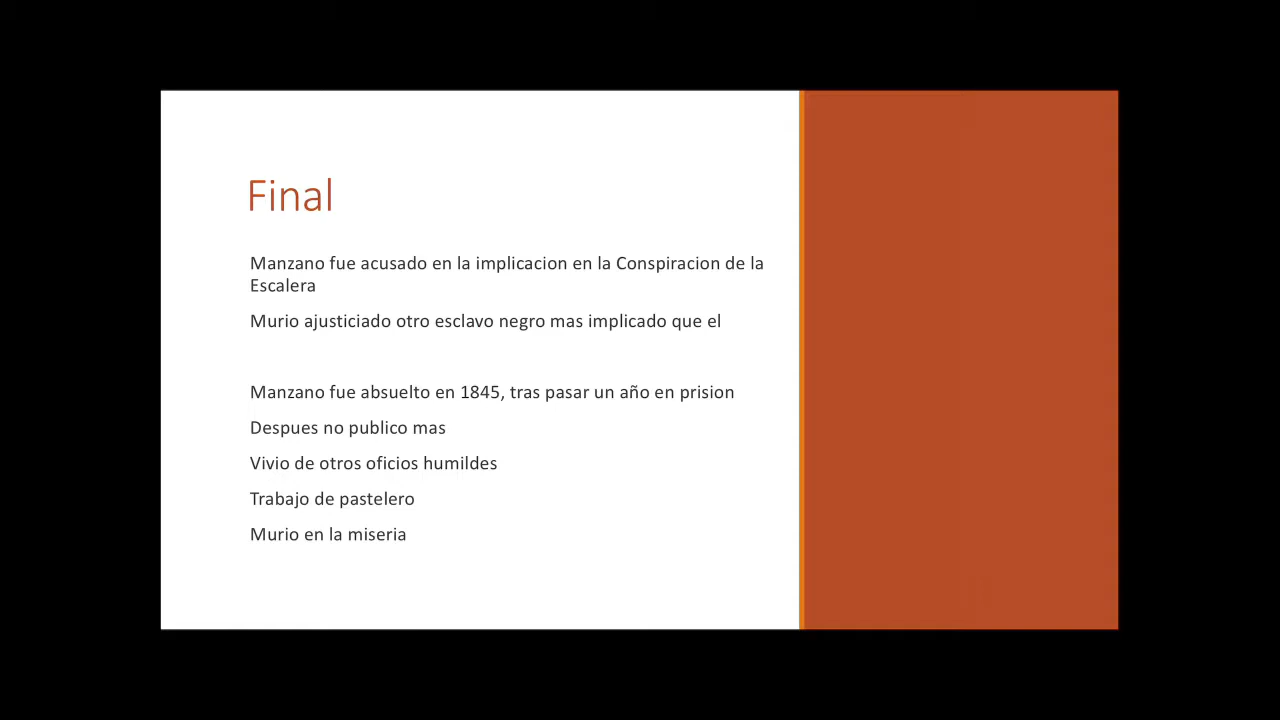 Final
Manzano fue acusado en la implicacion en la Conspiracion de la
Escalera
Murio ajusticiado otro esclavo negro mas implicado que el
Manzano fue absuelto en 1845, tras pasar un año en prision
Despues no publico mas
Vivio de otros oficios humildes
Trabajo de pastelero
Murio en la miseria